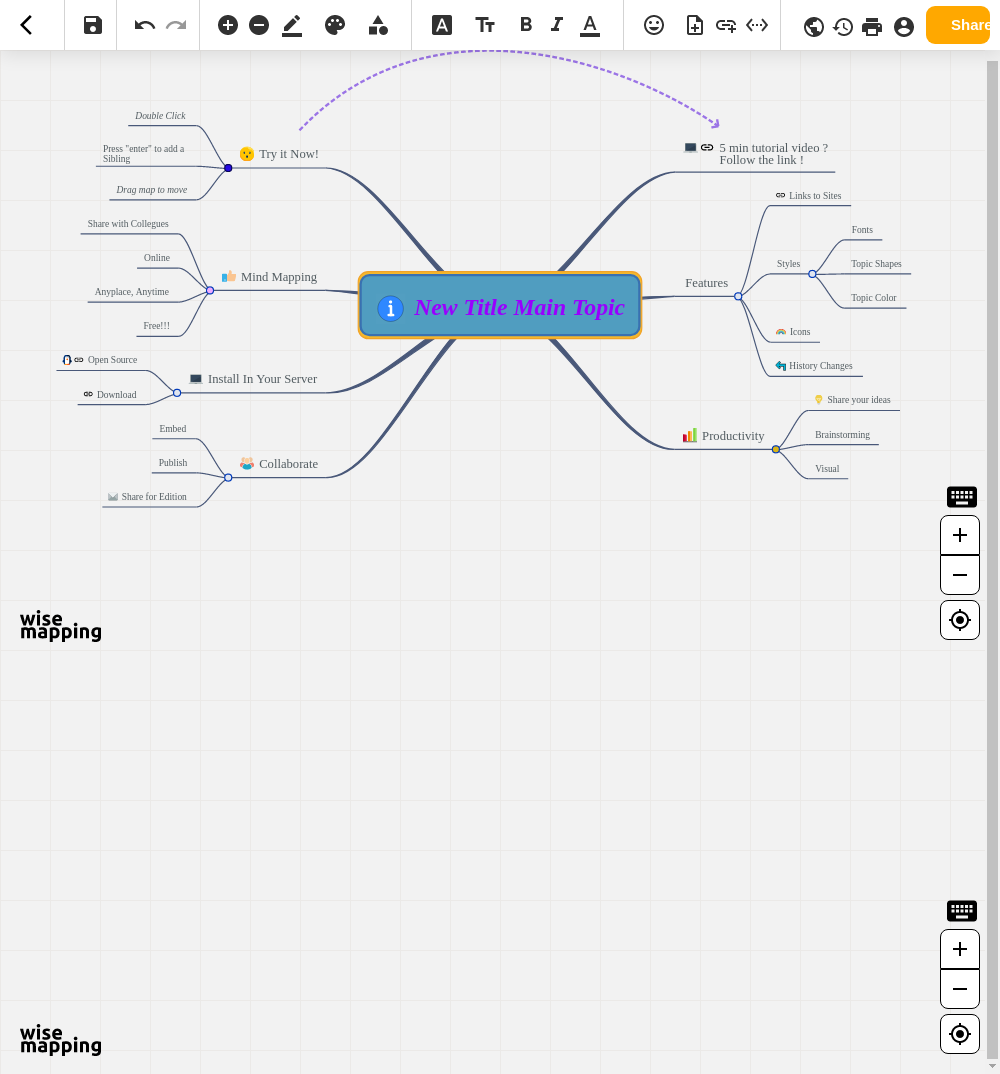 Share
Double Click
Press "enter" to add a
Sibling
Drag map to move
Try it Now!
Share with Collegues
Online
Anyplace, Anytime
Free!!!
Mind Mapping
Open Source
Download
Install In Your Server
Embed
Publish
Share for Edition
Collaborate
New Title Main Topic
5 min tutorial video ?
Follow the link !
Features
Links to Sites
Styles
Fonts
Topic Shapes
Topic Color
Icons
History Changes
Productivity
Share your ideas
Brainstorming
Visual
wise
mapping
wise
mapping